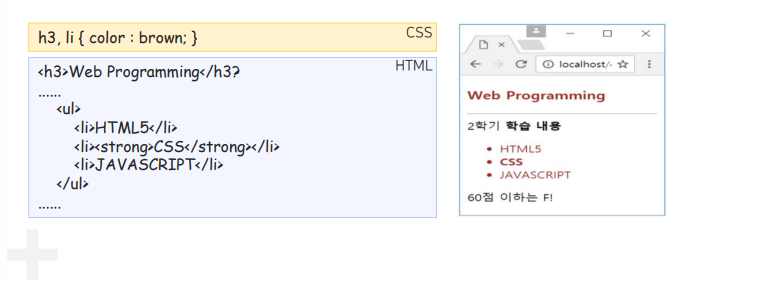 h3, li { color : brown; }
CSS
HTML
<h3>Web Programming</h3?
......
<ul>
<li>HTML5</li>
<li><strong>CSS</strong></li>
<li>JAVASCRIPT</li>
</ul>
......
localhost/
Web Programming
2학기 학습 내용
HTML5
CSS
JAVASCRIPT
60점 이하는 F!